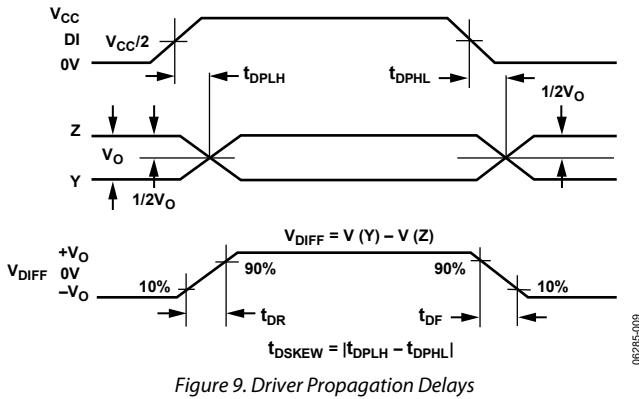 VCC
DI VCC/2
0V
tDPLH
tDPHL
1/2VO
Z
VO
Y
1/2VO
VDIFF = V (Y) – V (Z)
+VO
VDIFF 0V
–VO
10%
90%
90%
10%
tDR
tDF
tDSKEW = |tDPLH – tDPHL|
06285-009
Figure 9. Driver Propagation Delays